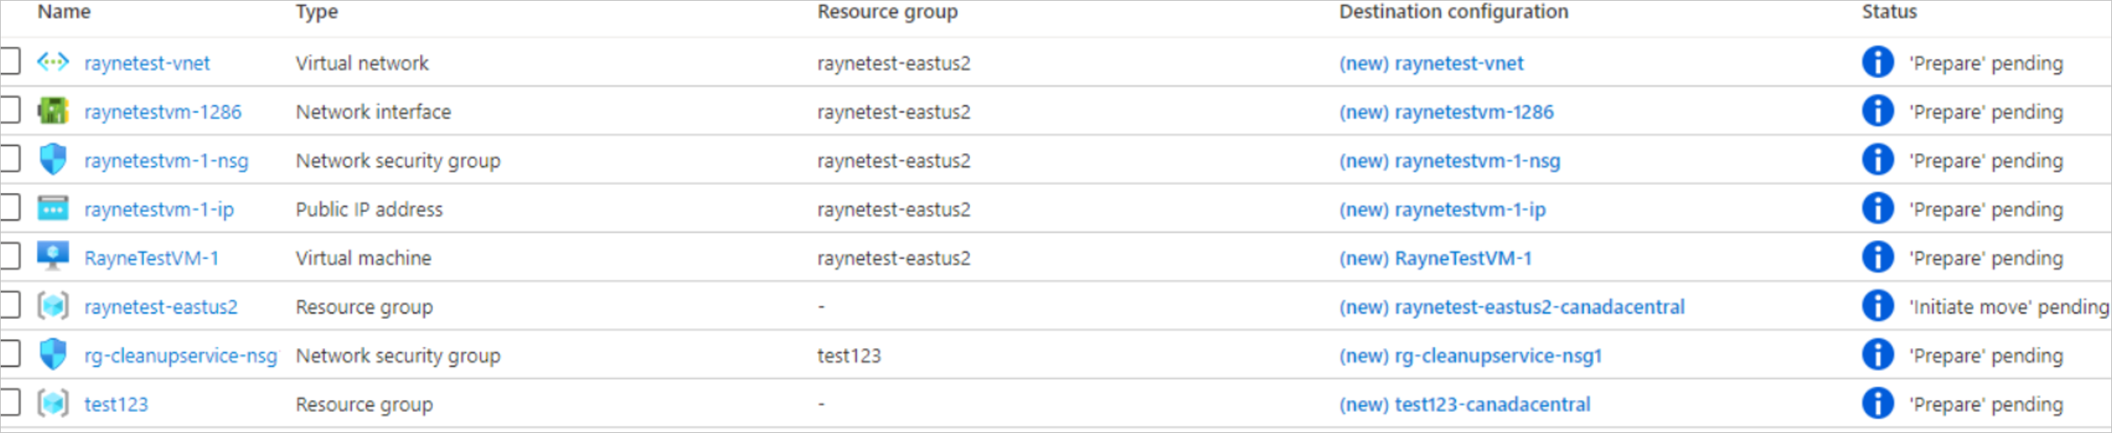 Name Type Resource group Destination configuration Status
raynetest-vnet Virtual network raynetest-eastus2 (new) raynetest-vnet 'Prepare' pending
raynetestvm-1286 Network interface raynetest-eastus2 (new) raynetestvm-1286 'Prepare' pending
raynetestvm-1-nsg Network security group raynetest-eastus2 (new) raynetestvm-1-nsg 'Prepare' pending
raynetestvm-1-ip Public IP address raynetest-eastus2 (new) raynetestvm-1-ip 'Prepare' pending
RayneTestVM-1 Virtual machine raynetest-eastus2 (new) RayneTestVM-1 'Prepare' pending
raynetest-eastus2 Resource group - (new) raynetest-eastus2-canadacentral 'Initiate move' pending
rg-cleanupservice-nsg Network security group test123 (new) rg-cleanupservice-nsg1 'Prepare' pending
test123 Resource group - (new) test123-canadacentral 'Prepare' pending